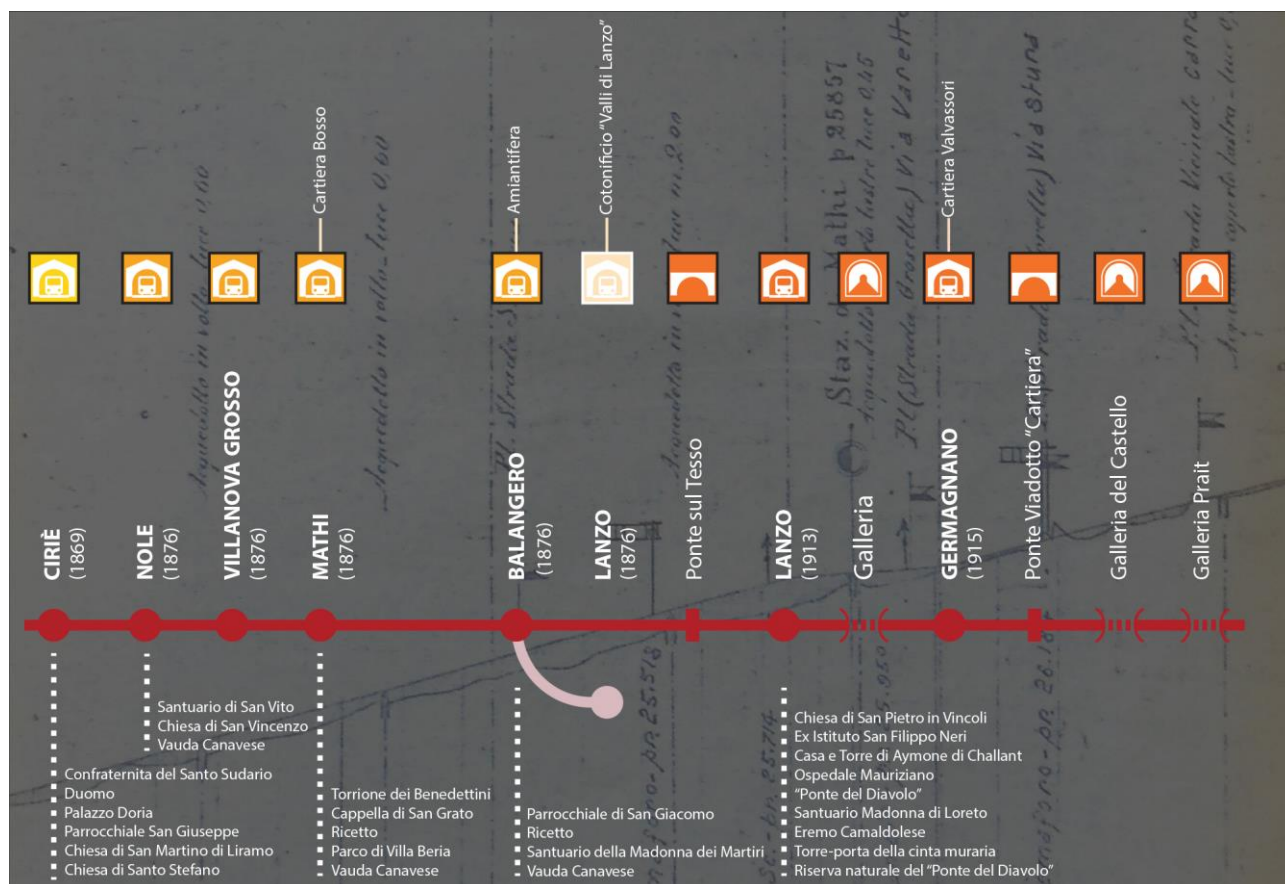 Cartiera Bosso
Amiantifera
Cotonificio "Valli di Lanzo"
Cartiera Valvassori
CIRIÈ
(1869)
NOLE
(1876)
VILLANOVA GROSSO
(1876)
MATHI
(1876)
BALANGERO
(1876)
LANZO
(1876)
Ponte sul Tesso
LANZO
(1913)
Galleria
GERMAGNANO
(1915)
Ponte Viadotto "Cartiera"
Galleria del Castello
Galleria Prait
Santuario di San Vito
Chiesa di San Vincenzo
Vauda Canavese
Confraternita del Santo Sudario
Duomo
Palazzo Doria
Parrocchiale San Giuseppe
Chiesa di San Martino di Liramo
Chiesa di Santo Stefano
Torrione dei Benedettini
Cappella di San Grato
Ricetto
Parco di Villa Beria
Vauda Canavese
Parrocchiale di San Giacomo
Ricetto
Santuario della Madonna dei Martiri
Vauda Canavese
Chiesa di San Pietro in Vincoli
Ex Istituto San Filippo Neri
Casa e Torre di Aymone di Challant
Ospedale Mauriziano
"Ponte del Diavolo"
Santuario Madonna di Loreto
Eremo Camaldolese
Torre-porta della cinta muraria
Riserva naturale del "Ponte del Diavolo"